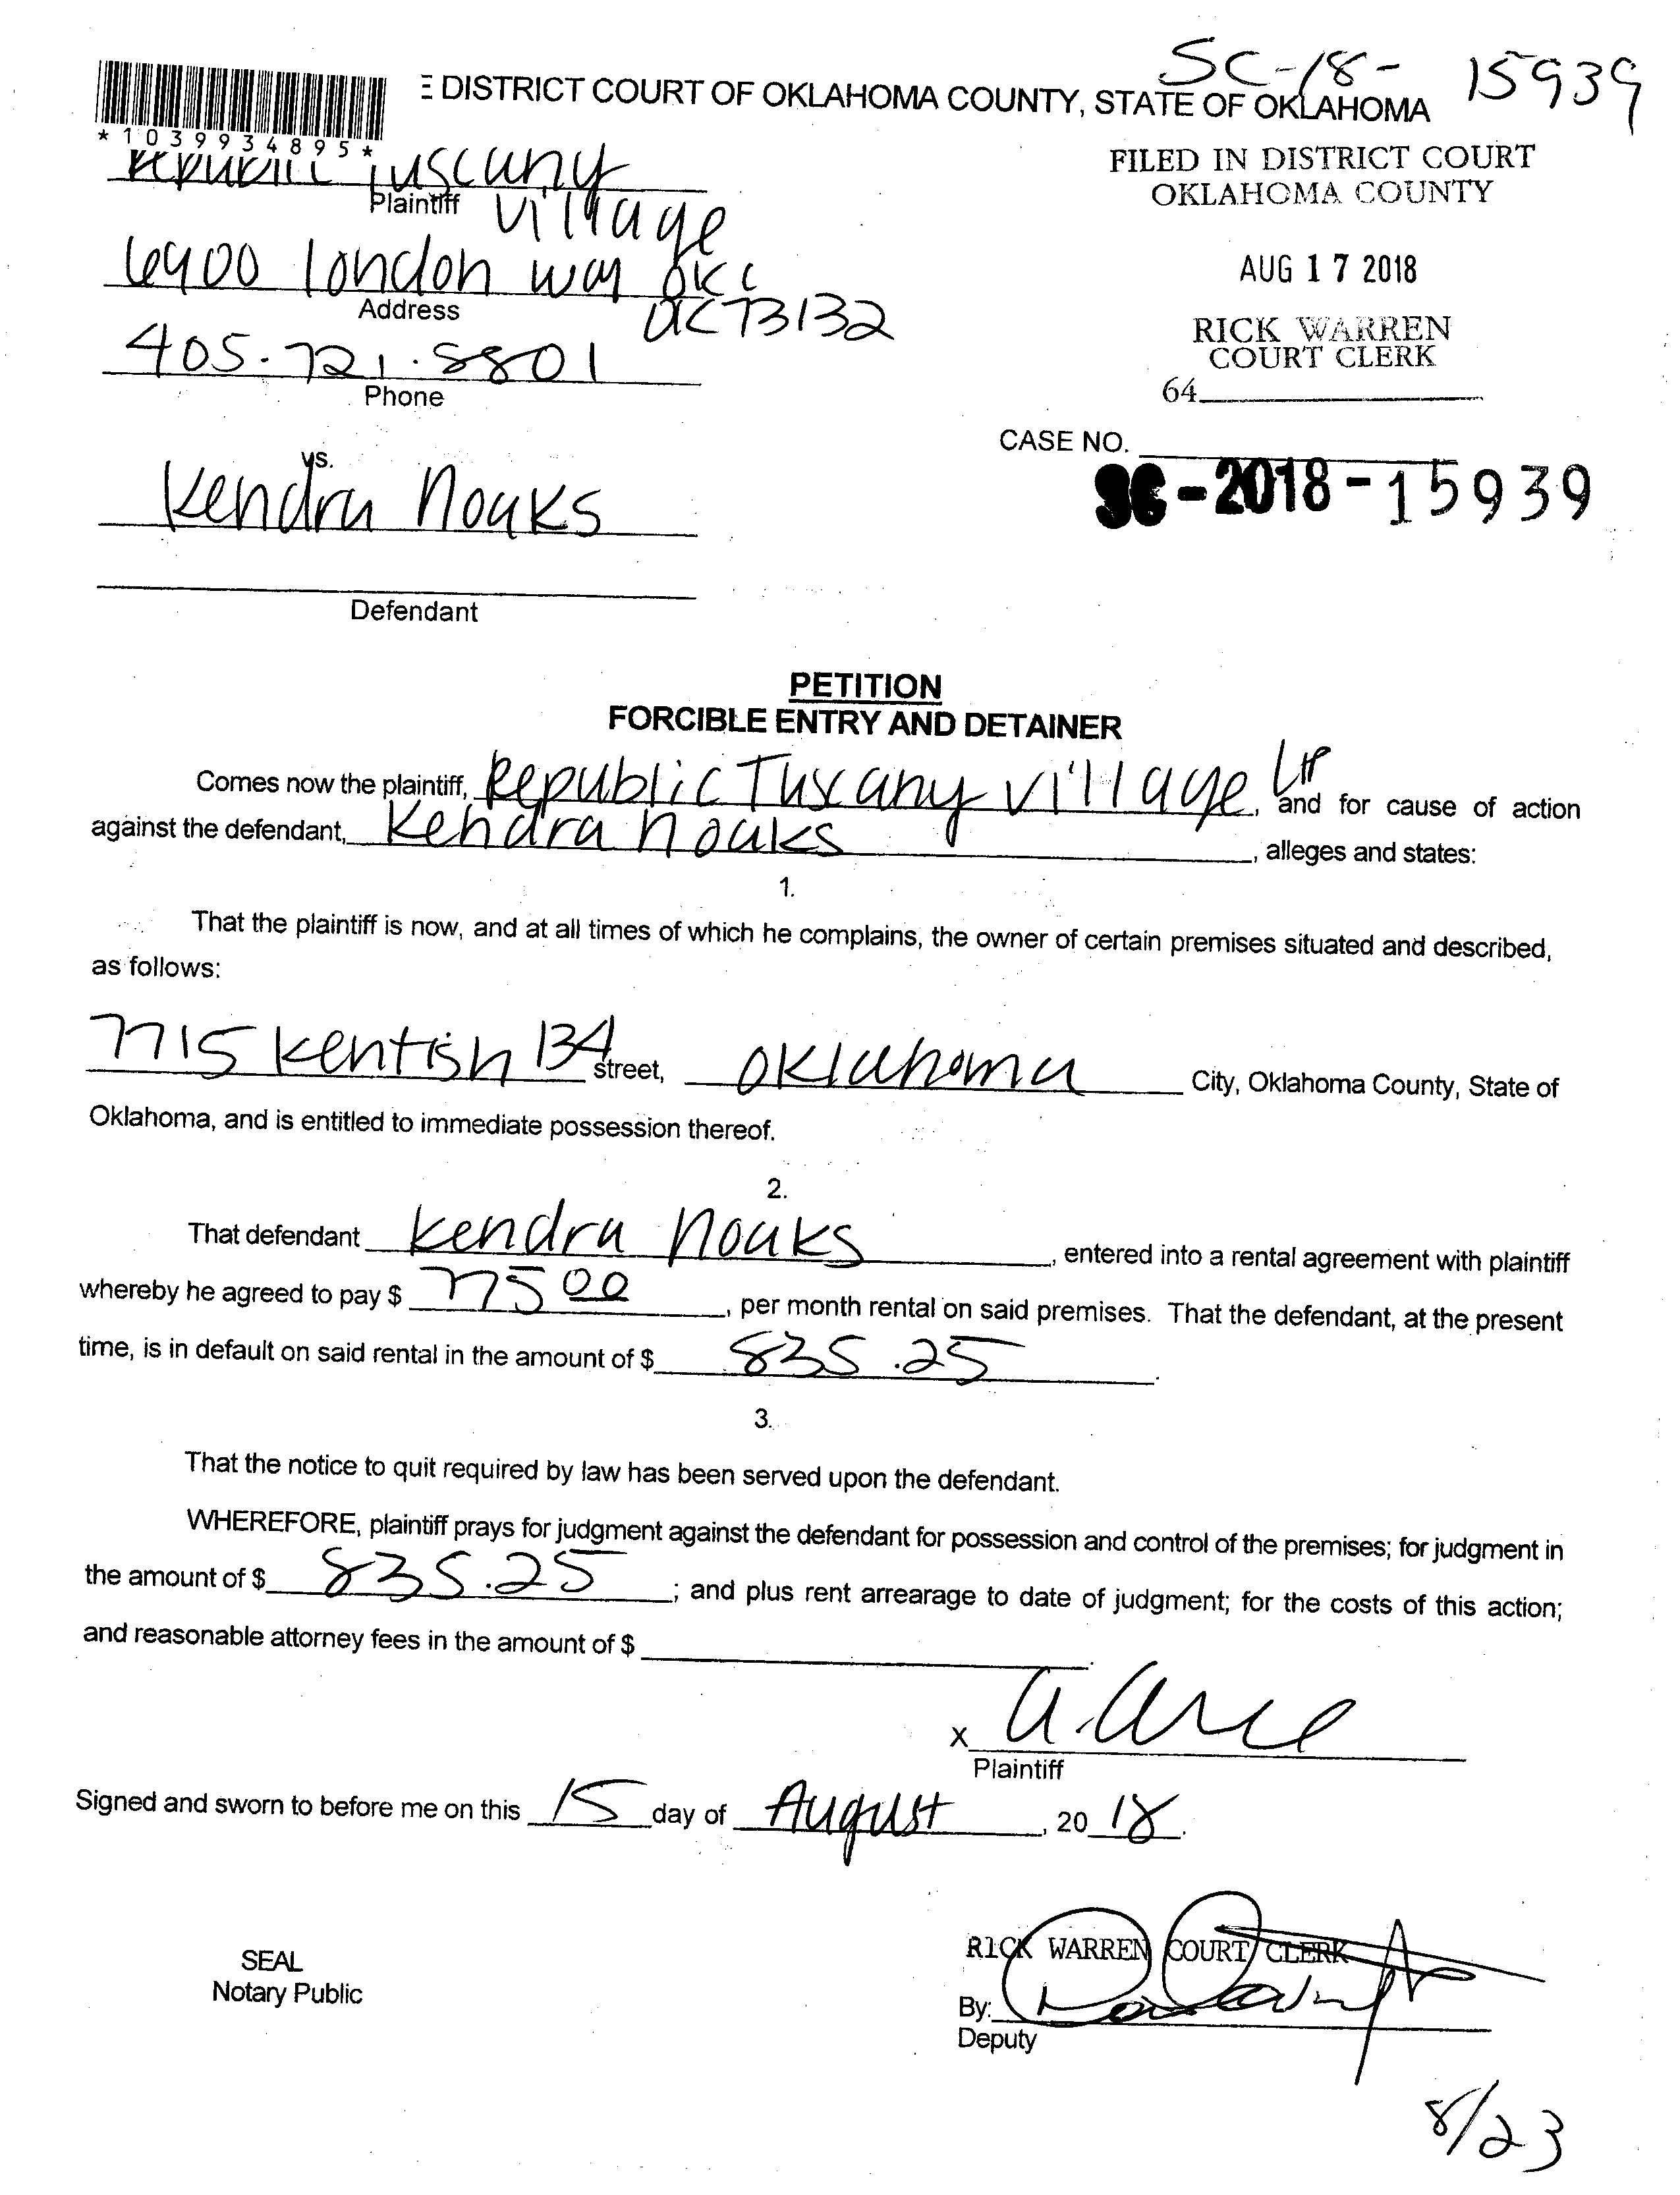 SC-18- 15939
E DISTRICT COURT OF OKLAHOMA COUNTY, STATE OF OKLAHOMA
*1039934895*
Republic Tuscany
Plaintiff Village
6900 London way OKC
Address OK 73132
405.721.8801
Phone
FILED IN DISTRICT COURT
OKLAHOMA COUNTY
AUG 17 2018
RICK WARREN
COURT CLERK
64
CASE NO.
SC-2018-15939
vs.
Kendra Noaks
Defendant
PETITION
FORCIBLE ENTRY AND DETAINER
Comes now the plaintiff, Republic Tuscany Village LP, and for cause of action
against the defendant, Kendra Noaks, alleges and states:
1.
That the plaintiff is now, and at all times of which he complains, the owner of certain premises situated and described,
as follows:
7715 Kentish 134 street, Oklahoma City, Oklahoma County, State of
Oklahoma, and is entitled to immediate possession thereof.
2.
That defendant Kendra Noaks, entered into a rental agreement with plaintiff
whereby he agreed to pay $ 775 00, per month rental on said premises. That the defendant, at the present
time, is in default on said rental in the amount of $ 835.25.
3.
That the notice to quit required by law has been served upon the defendant.
WHEREFORE, plaintiff prays for judgment against the defendant for possession and control of the premises; for judgment in
the amount of $ 835.25; and plus rent arrearage to date of judgment; for the costs of this action;
and reasonable attorney fees in the amount of $ .
X
Plaintiff
Signed and sworn to before me on this 15 day of August, 20 18.
SEAL
Notary Public
RICK WARREN COURT CLERK
By:
Deputy
8/23